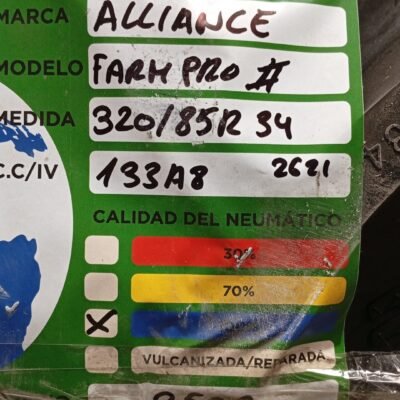 MARCA ALLIANCE
MODELO FARM PRO II
MEDIDA 320/85R 34
C.C/IV 133A8 2621
CALIDAD DEL NEUMÁTICO
30%
70%
X
VULCANIZADA/REPARADA